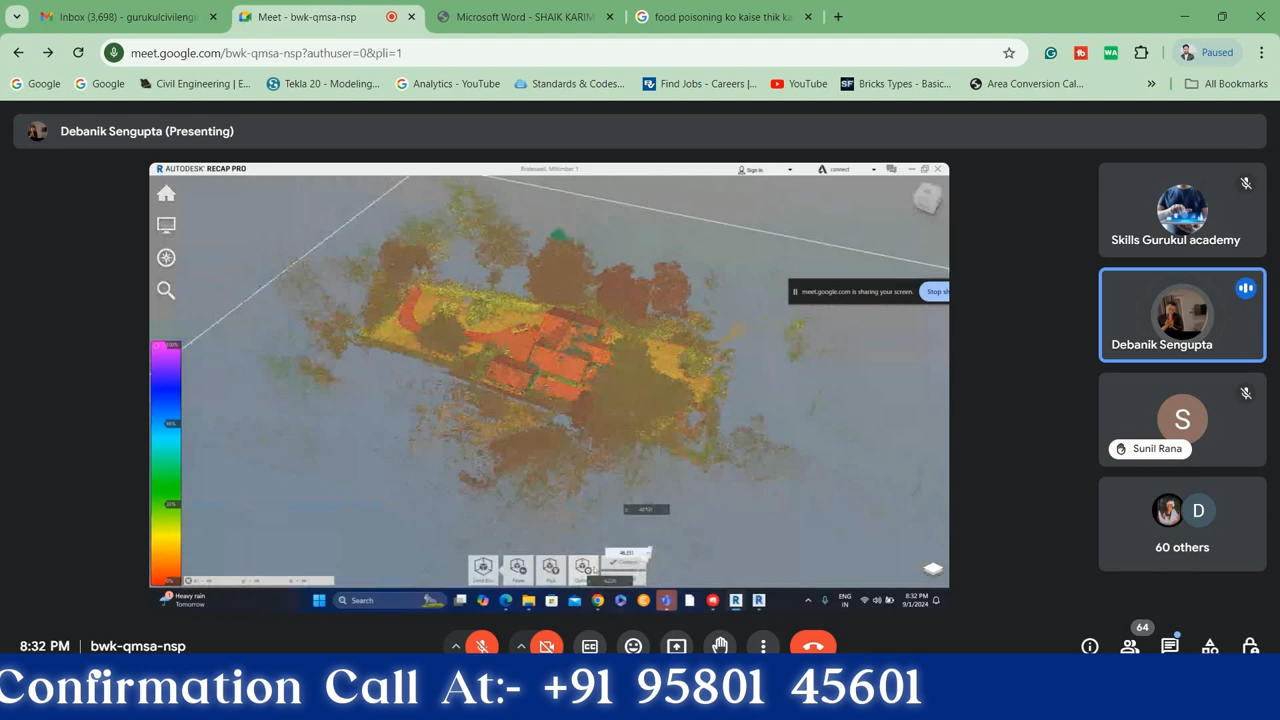 Inbox (3,698) - gurukulcivilengi
Meet - bwk-qmsa-nsp
Microsoft Word - SHAIK KARIM
food poisoning ko kaise thik ka
meet.google.com/bwk-qmsa-nsp?authuser=0&pli=1
Paused
Google
Google
Civil Engineering | E...
Tekla 20 - Modeling...
Analytics - YouTube
Standards & Codes...
Find Jobs - Careers |...
YouTube
Bricks Types - Basic...
Area Conversion Cal...
All Bookmarks
Debanik Sengupta (Presenting)
AUTODESK® RECAP PRO
Sign in
connect
meet.google.com is sharing your screen.
Stop sh
Skills Gurukul academy
Debanik Sengupta
S
Sunil Rana
D
60 others
Heavy rain
Tomorrow
Search
ENG
IN
8:32 PM
9/1/2024
64
8:32 PM
bwk-qmsa-nsp
Confirmation Call At:- +91 95801 45601